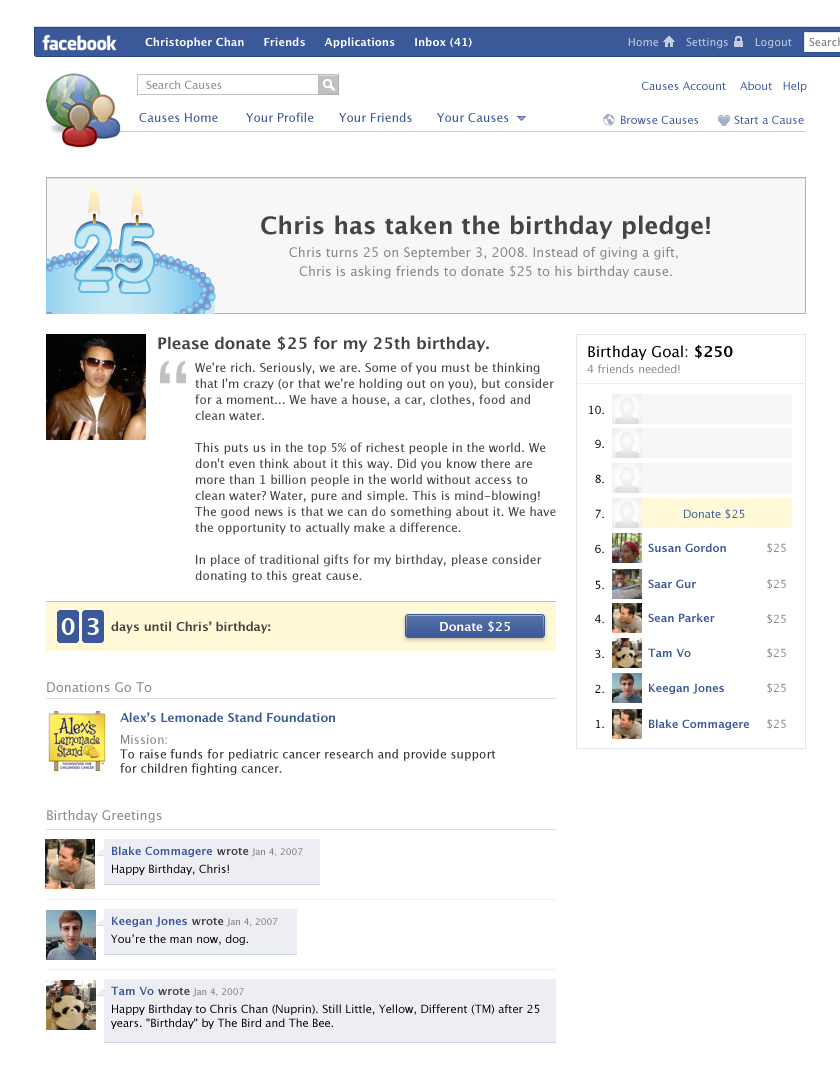 facebook
Christopher Chan Friends Applications Inbox (41) Home Settings Logout Search
Search Causes
Causes Account About Help
Causes Home Your Profile Your Friends Your Causes
Browse Causes Start a Cause
25
Chris has taken the birthday pledge!
Chris turns 25 on September 3, 2008. Instead of giving a gift,
Chris is asking friends to donate $25 to his birthday cause.
Please donate $25 for my 25th birthday.
“
We're rich. Seriously, we are. Some of you must be thinking
that I'm crazy (or that we're holding out on you), but consider
for a moment... We have a house, a car, clothes, food and
clean water.
This puts us in the top 5% of richest people in the world. We
don't even think about it this way. Did you know there are
more than 1 billion people in the world without access to
clean water? Water, pure and simple. This is mind-blowing!
The good news is that we can do something about it. We have
the opportunity to actually make a difference.
In place of traditional gifts for my birthday, please consider
donating to this great cause.
03 days until Chris' birthday:
Donate $25
Donations Go To
Alex's Lemonade Stand
FOUNDATION FOR
CHILDHOOD CANCER
Alex's Lemonade Stand Foundation
Mission:
To raise funds for pediatric cancer research and provide support
for children fighting cancer.
Birthday Greetings
Blake Commagere wrote Jan 4, 2007
Happy Birthday, Chris!
Keegan Jones wrote Jan 4, 2007
You're the man now, dog.
Tam Vo wrote Jan 4, 2007
Happy Birthday to Chris Chan (Nuprin). Still Little, Yellow, Different (TM) after 25
years. "Birthday" by The Bird and The Bee.
Birthday Goal: $250
4 friends needed!
10.
9.
8.
7. Donate $25
6. Susan Gordon $25
5. Saar Gur $25
4. Sean Parker $25
3. Tam Vo $25
2. Keegan Jones $25
1. Blake Commagere $25